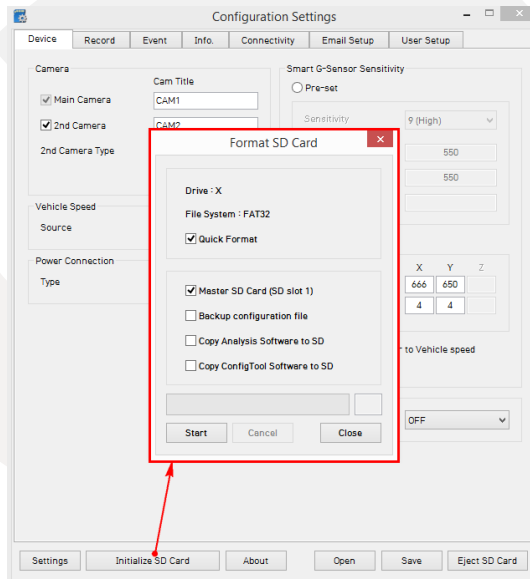 Configuration Settings
Device Record Event Info. Connectivity Email Setup User Setup
Camera
Cam Title
Main Camera CAM1
2nd Camera CAM2
2nd Camera Type
Vehicle Speed
Source
Power Connection
Type
Smart G-Sensor Sensitivity
Pre-set
Sensitivity 9 (High)
550
550
X Y Z
666 650
4 4
r to Vehicle speed
OFF
Format SD Card
Drive : X
File System : FAT32
Quick Format
Master SD Card (SD slot 1)
Backup configuration file
Copy Analysis Software to SD
Copy ConfigTool Software to SD
Start Cancel Close
Settings Initialize SD Card About Open Save Eject SD Card